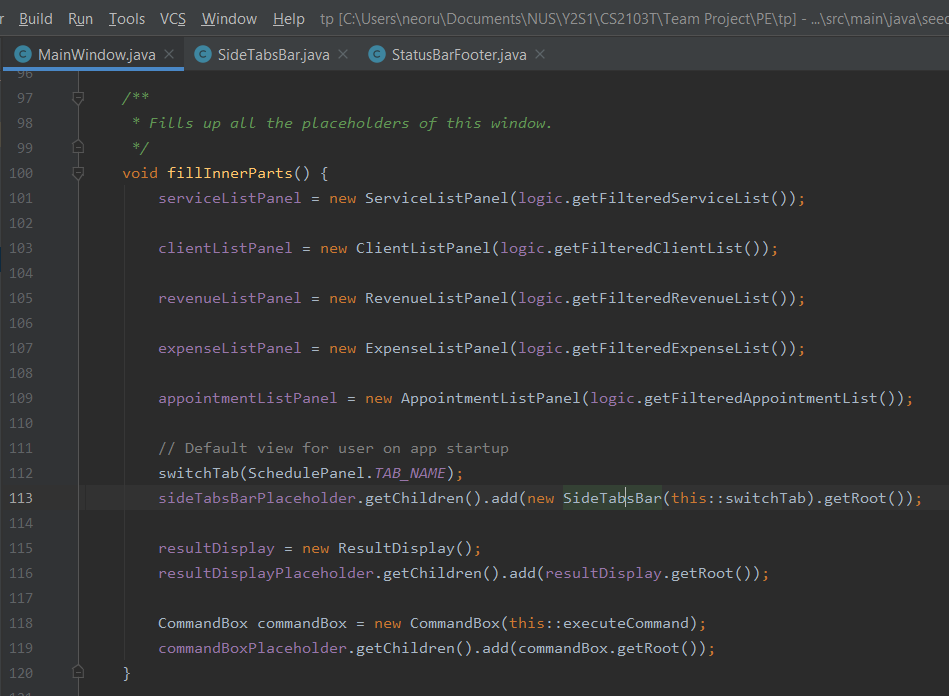 Build Run Tools VCS Window Help tp [C:\Users\neoru\Documents\NUS\Y2S1\CS2103T\Team Project\PE\tp] - ...\src\main\java\seed
MainWindow.java SideTabsBar.java StatusBarFooter.java
96
97 /**
98 * Fills up all the placeholders of this window.
99 */
100 void fillInnerParts() {
101 serviceListPanel = new ServiceListPanel(logic.getFilteredServiceList());
102
103 clientListPanel = new ClientListPanel(logic.getFilteredClientList());
104
105 revenueListPanel = new RevenueListPanel(logic.getFilteredRevenueList());
106
107 expenseListPanel = new ExpenseListPanel(logic.getFilteredExpenseList());
108
109 appointmentListPanel = new AppointmentListPanel(logic.getFilteredAppointmentList());
110
111 // Default view for user on app startup
112 switchTab(SchedulePanel.TAB_NAME);
113 sideTabsBarPlaceholder.getChildren().add(new SideTabsBar(this::switchTab).getRoot());
114
115 resultDisplay = new ResultDisplay();
116 resultDisplayPlaceholder.getChildren().add(resultDisplay.getRoot());
117
118 CommandBox commandBox = new CommandBox(this::executeCommand);
119 commandBoxPlaceholder.getChildren().add(commandBox.getRoot());
120 }